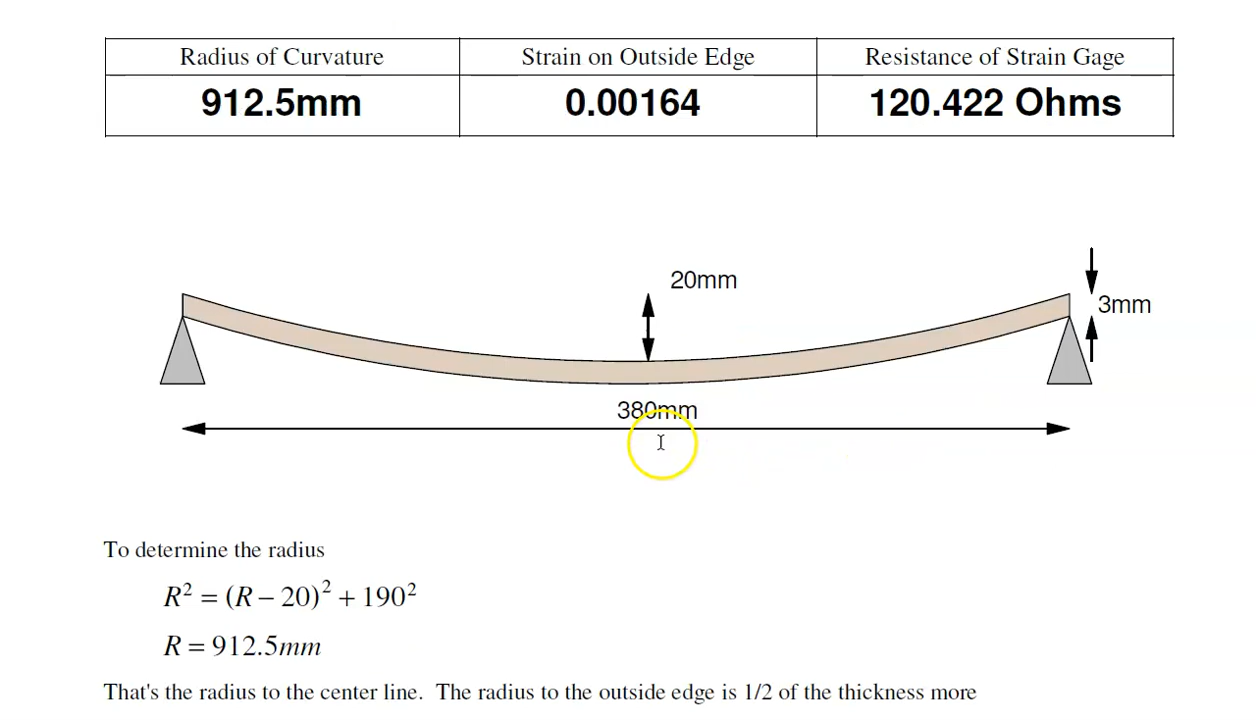 Radius of Curvature Strain on Outside Edge Resistance of Strain Gage
912.5mm 0.00164 120.422 Ohms
20mm
3mm
380mm
To determine the radius
R² = (R – 20)² + 190²
R = 912.5mm
That's the radius to the center line. The radius to the outside edge is 1/2 of the thickness more